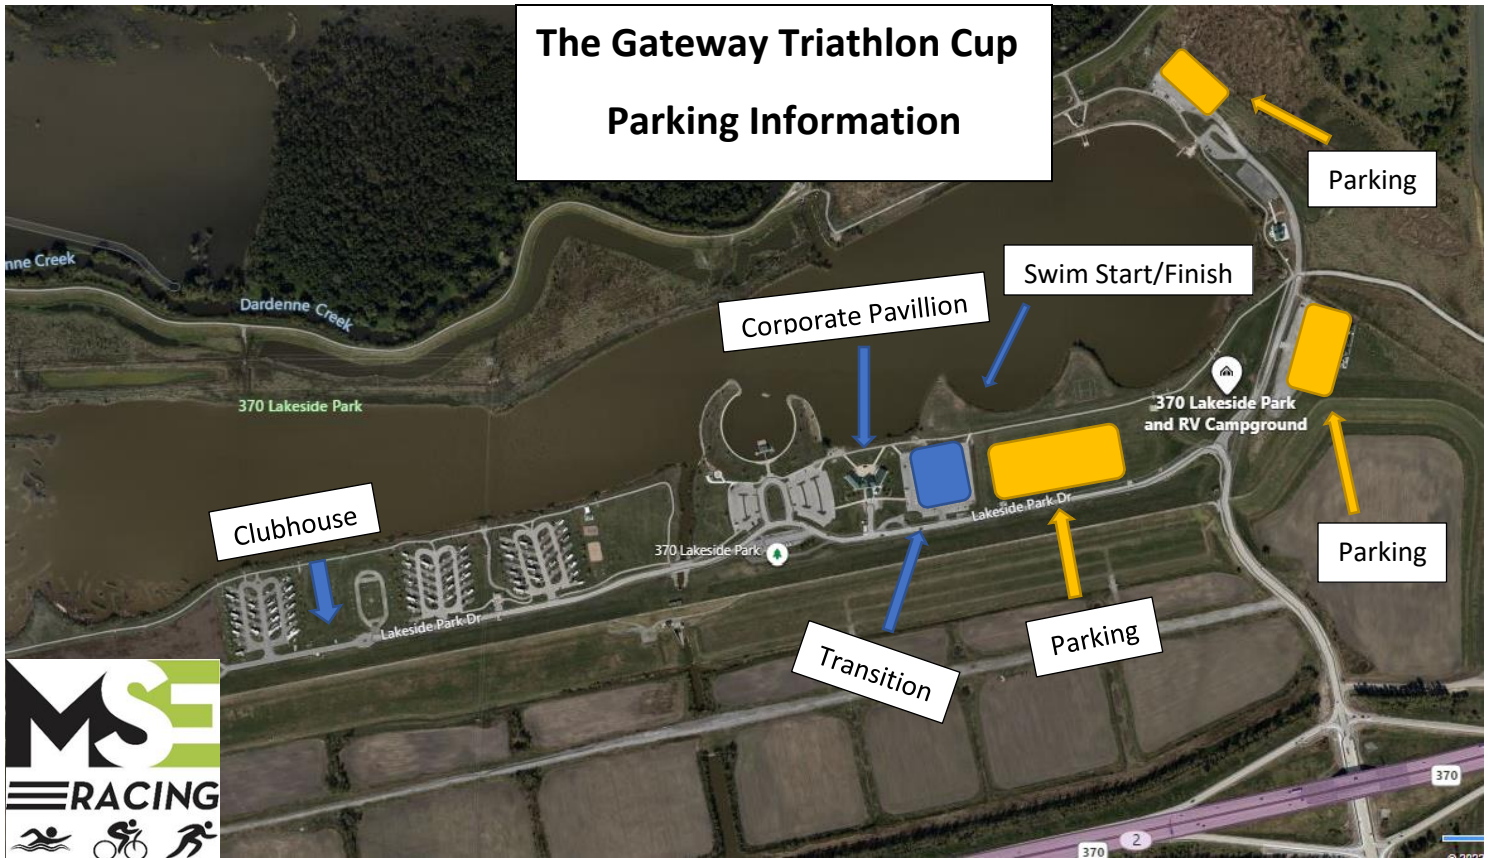 The Gateway Triathlon Cup
Parking Information
Parking
Swim Start/Finish
nne Creek
Dardenne Creek
Corporate Pavillion
370 Lakeside Park
370 Lakeside Park
and RV Campground
Clubhouse
Lakeside Park Dr
370 Lakeside Park
Parking
Lakeside Park Dr
Parking
Transition
MSE
RACING
370
2
370